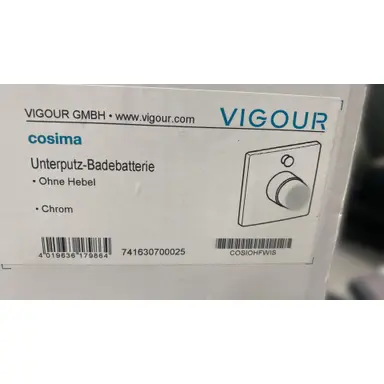 VIGOUR GMBH • www.vigour.com
VIGOUR
cosima
Unterputz-Badebatterie
• Ohne Hebel
• Chrom
4 019636 179864
741630700025
COSIOHFWIS